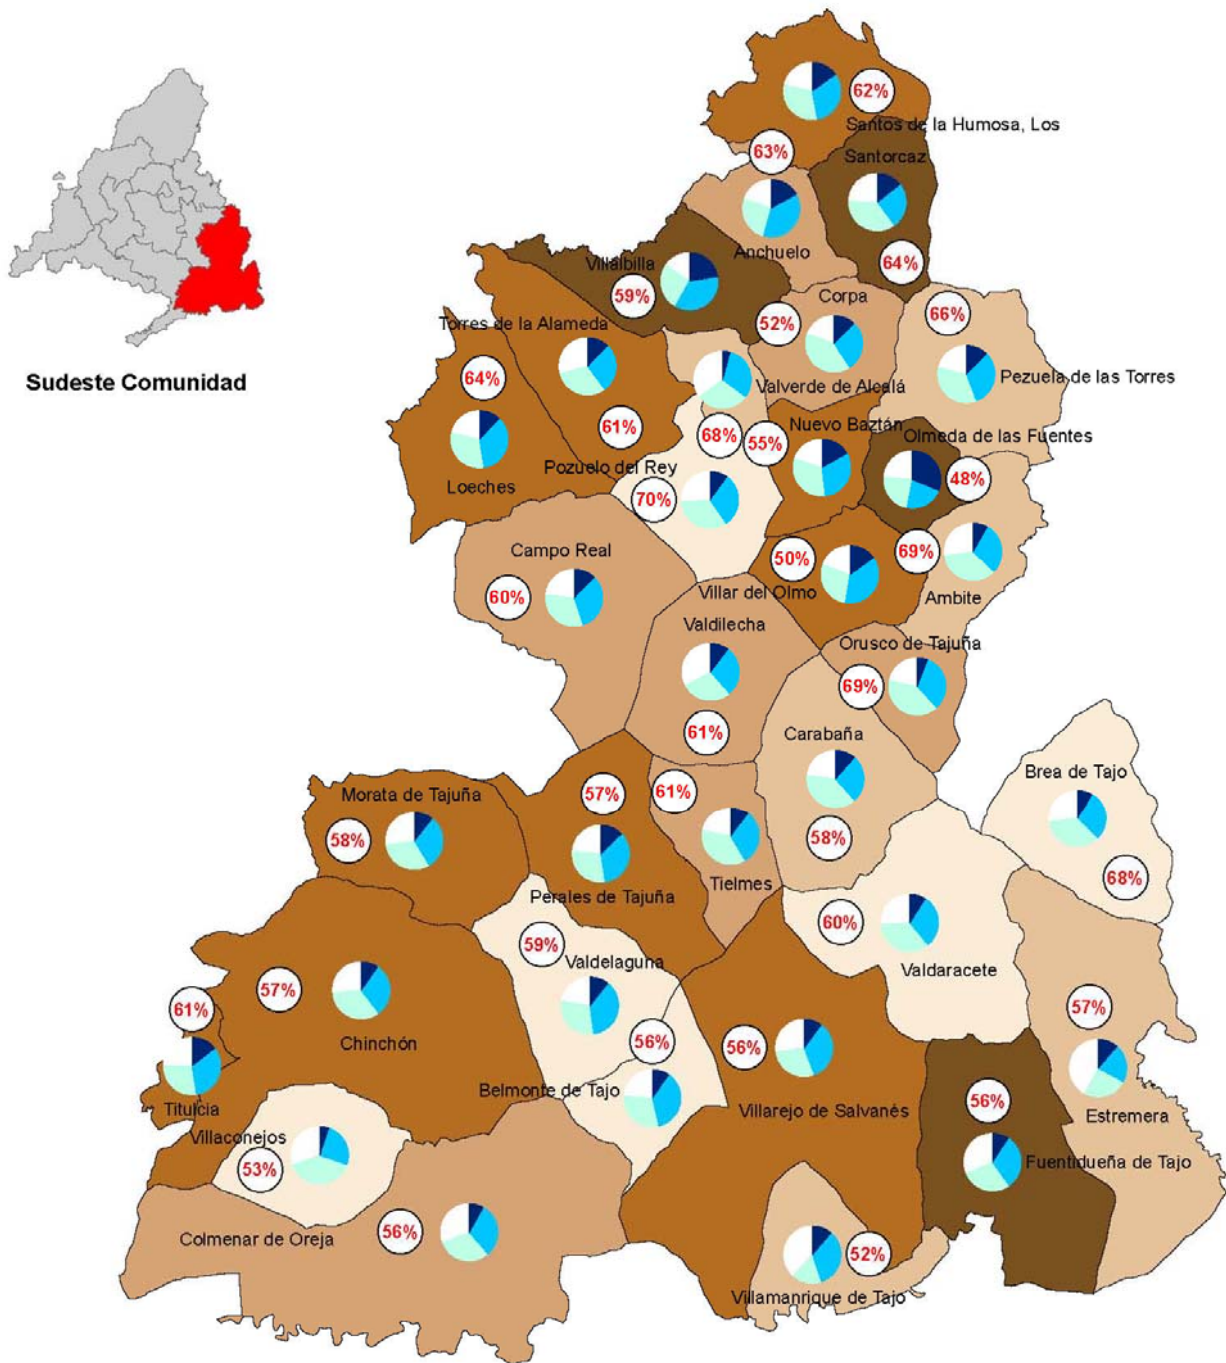 62%
Santos de la Humosa, Los
63%
Santorcaz
Anchuelo
64%
Villalbilla
59%
Corpa
52%
66%
Torres de la Alameda
64%
Valverde de Alcalá
Pezuela de las Torres
61%
68%
55%
Nuevo Baztán
Olmeda de las Fuentes
Sudeste Comunidad
Loeches
Pozuelo del Rey
70%
48%
Campo Real
60%
50%
69%
Villar del Olmo
Ambite
Valdilecha
Orusco de Tajuña
69%
61%
Carabaña
Brea de Tajo
Morata de Tajuña
57%
61%
58%
58%
Tielmes
68%
Perales de Tajuña
60%
59%
Valdelaguna
Valdaracete
57%
61%
57%
Chinchón
56%
56%
Belmonte de Tajo
Villarejo de Salvanés
56%
Titulcia
Estremera
Villaconejos
53%
Fuentidueña de Tajo
Colmenar de Oreja
56%
52%
Villamanrique de Tajo